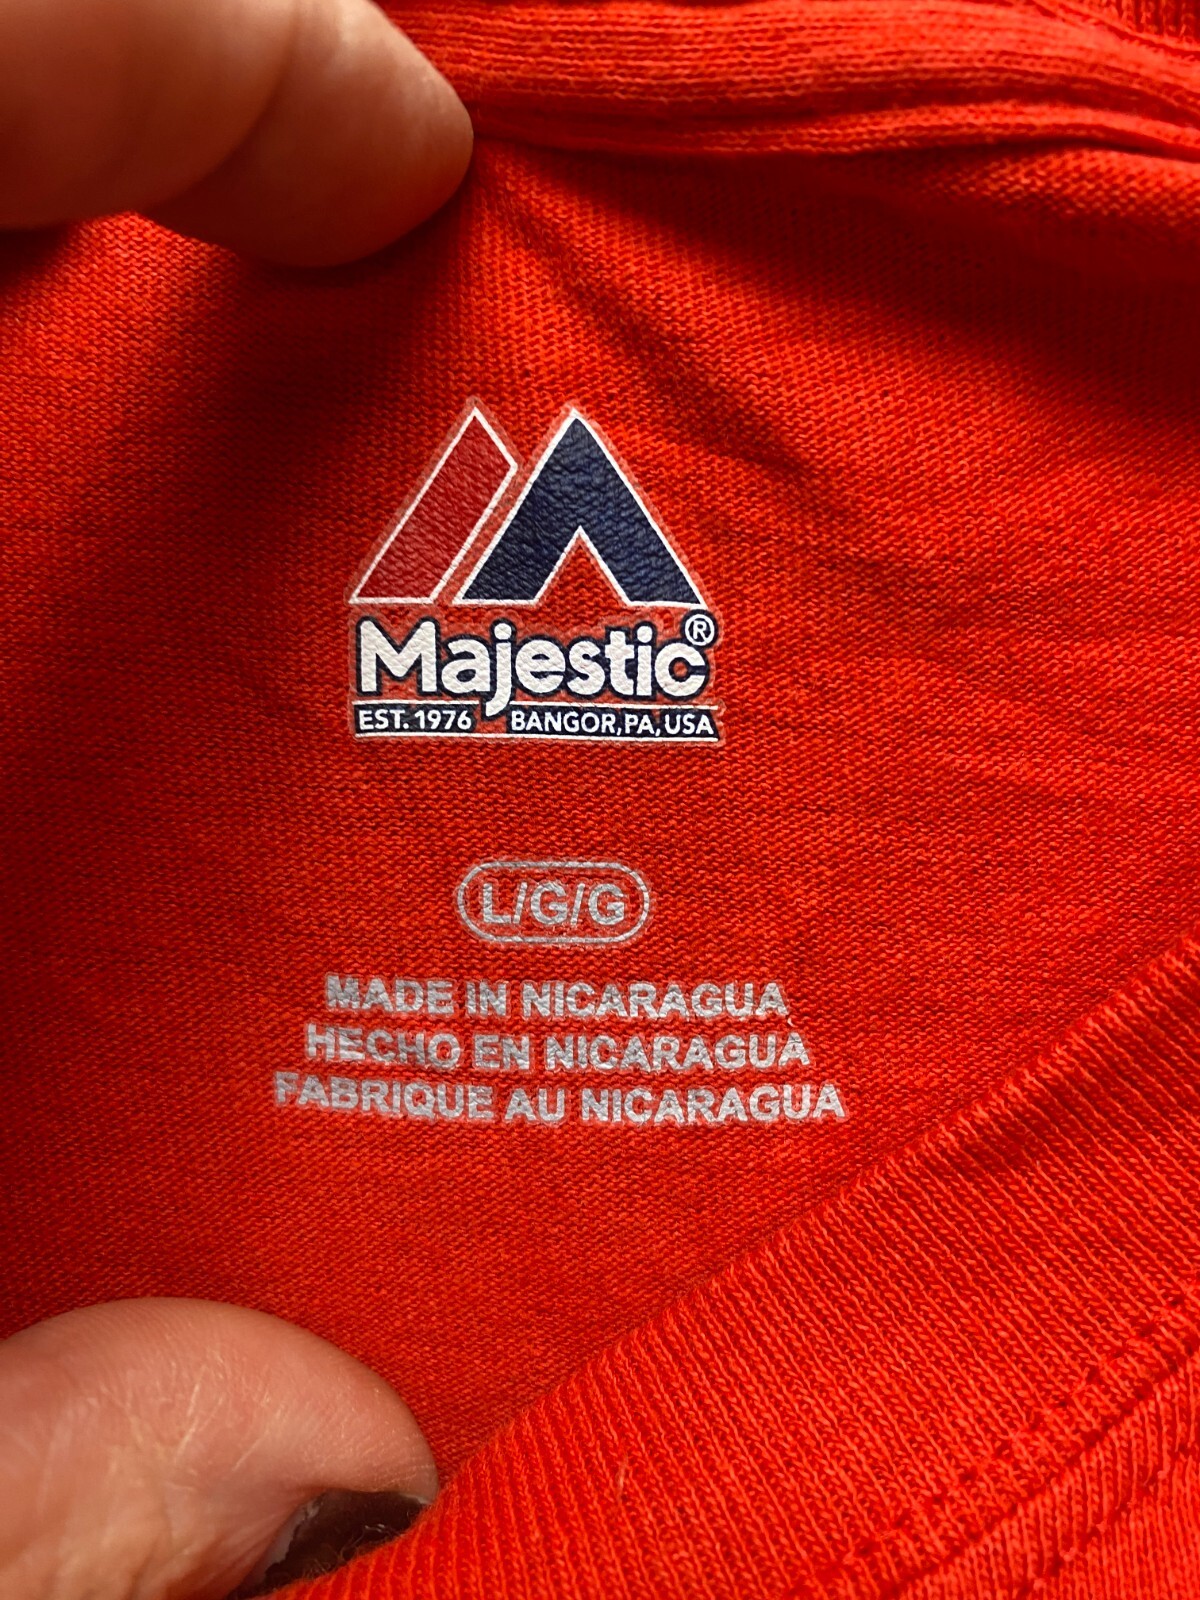 Majestic®
EST. 1976 BANGOR, PA, USA
L/G/G
MADE IN NICARAGUA
HECHO EN NICARAGUA
FABRIQUE AU NICARAGUA